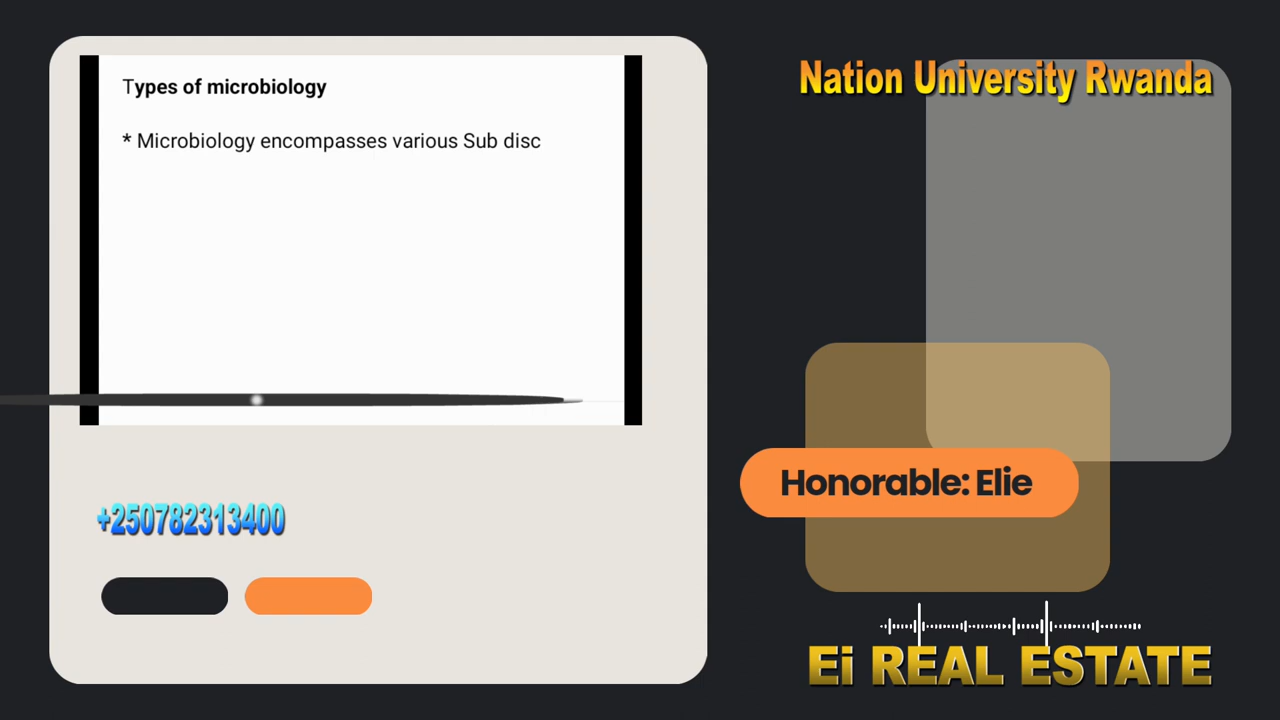 Types of microbiology
* Microbiology encompasses various Sub disc
+250782313400
Nation University Rwanda
Honorable: Elie
Ei REAL ESTATE